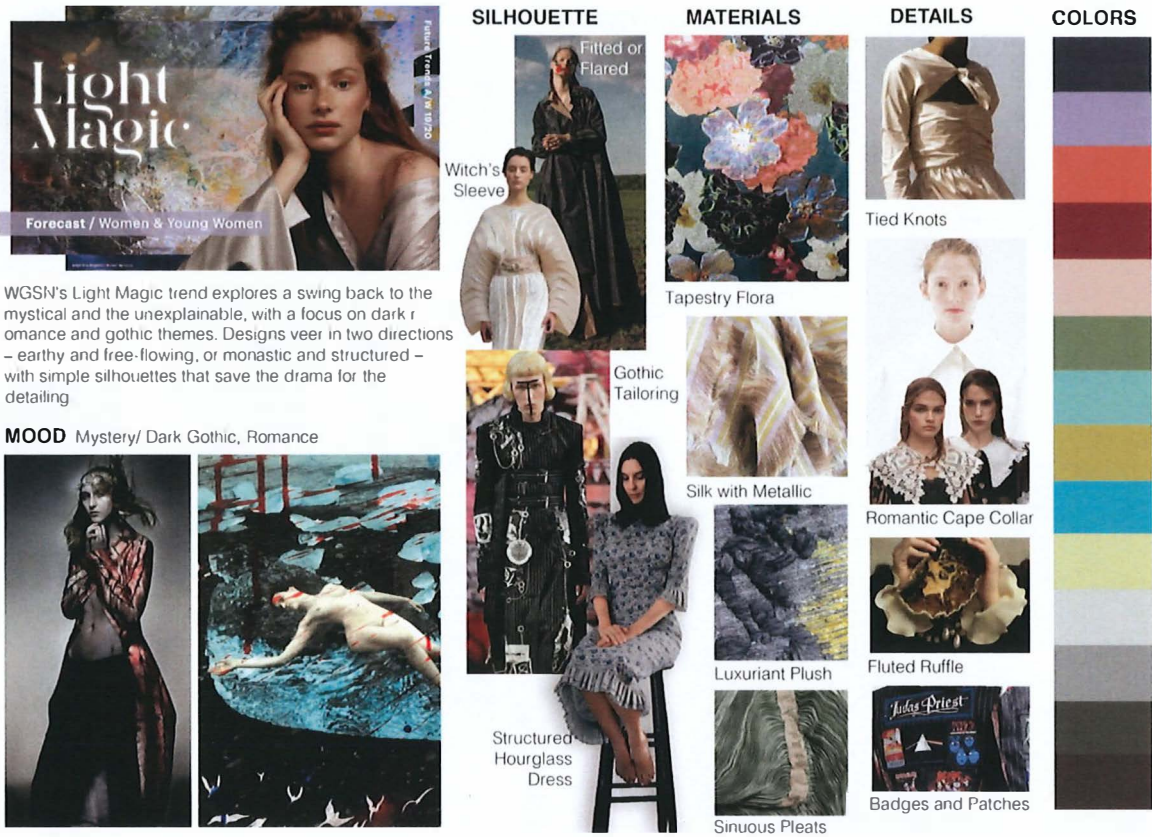 Light
Magic
Future Trends A/W 19/20
Forecast / Women & Young Women
WGSN's Light Magic trend explores a swing back to the
mystical and the unexplainable, with a focus on dark r
omance and gothic themes. Designs veer in two directions
– earthy and free-flowing, or monastic and structured –
with simple silhouettes that save the drama for the
detailing
MOOD Mystery/ Dark Gothic, Romance
SILHOUETTE
Fitted or
Flared
Witch's
Sleeve
Gothic
Tailoring
Structured
Hourglass
Dress
MATERIALS
Tapestry Flora
Silk with Metallic
Luxuriant Plush
Sinuous Pleats
DETAILS
Tied Knots
Romantic Cape Collar
Fluted Ruffle
Judas Priest
Badges and Patches
COLORS